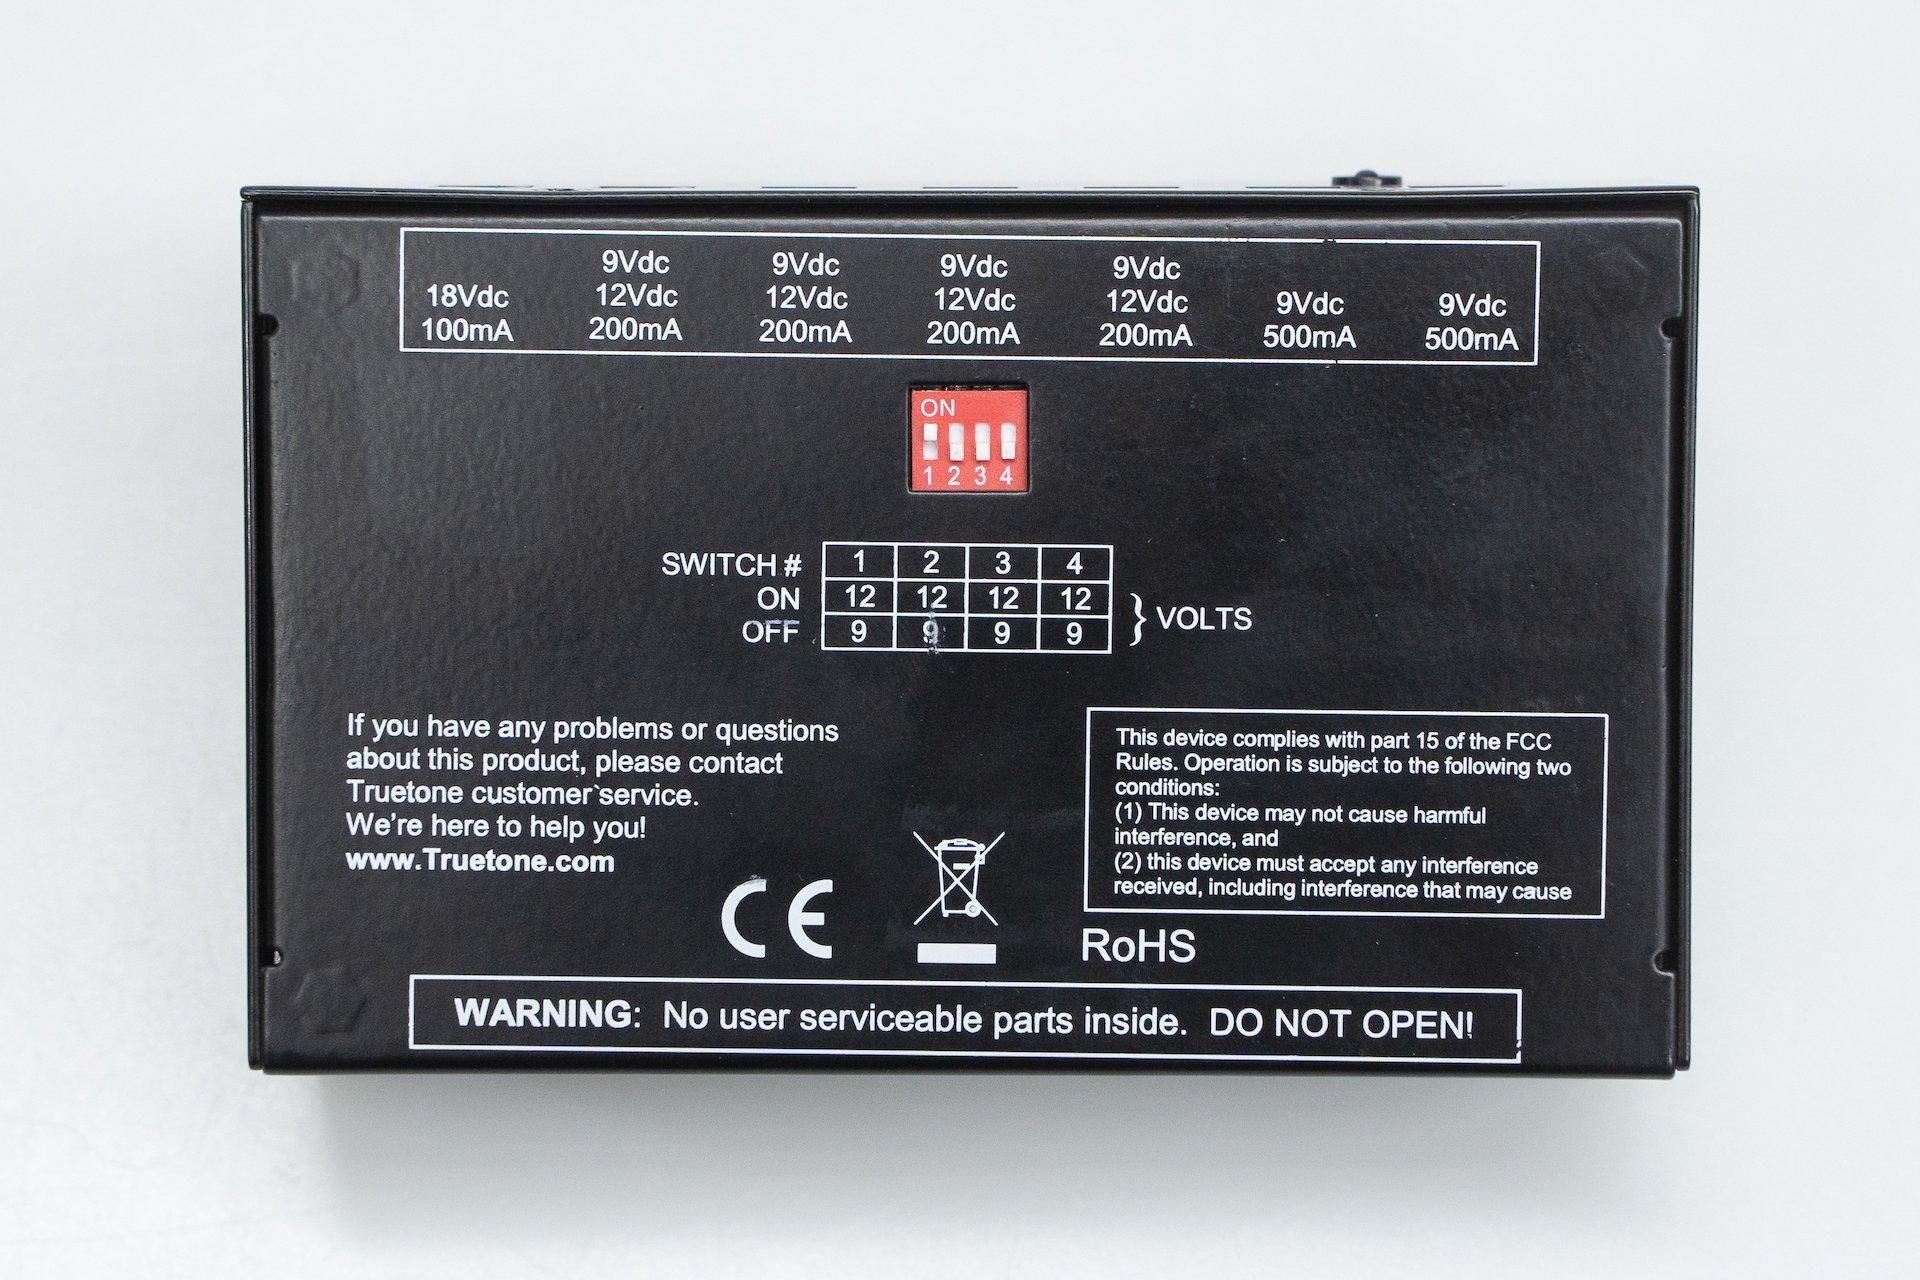 9Vdc 9Vdc 9Vdc 9Vdc
18Vdc 12Vdc 12Vdc 12Vdc 12Vdc 9Vdc 9Vdc
100mA 200mA 200mA 200mA 200mA 500mA 500mA
ON
1 2 3 4
SWITCH # 1 2 3 4
ON 12 12 12 12
OFF 9 9 9 9
} VOLTS
If you have any problems or questions
about this product, please contact
Truetone customer service.
We're here to help you!
www.Truetone.com
This device complies with part 15 of the FCC
Rules. Operation is subject to the following two
conditions:
(1) This device may not cause harmful
interference, and
(2) this device must accept any interference
received, including interference that may cause
CE
RoHS
WARNING: No user serviceable parts inside. DO NOT OPEN!